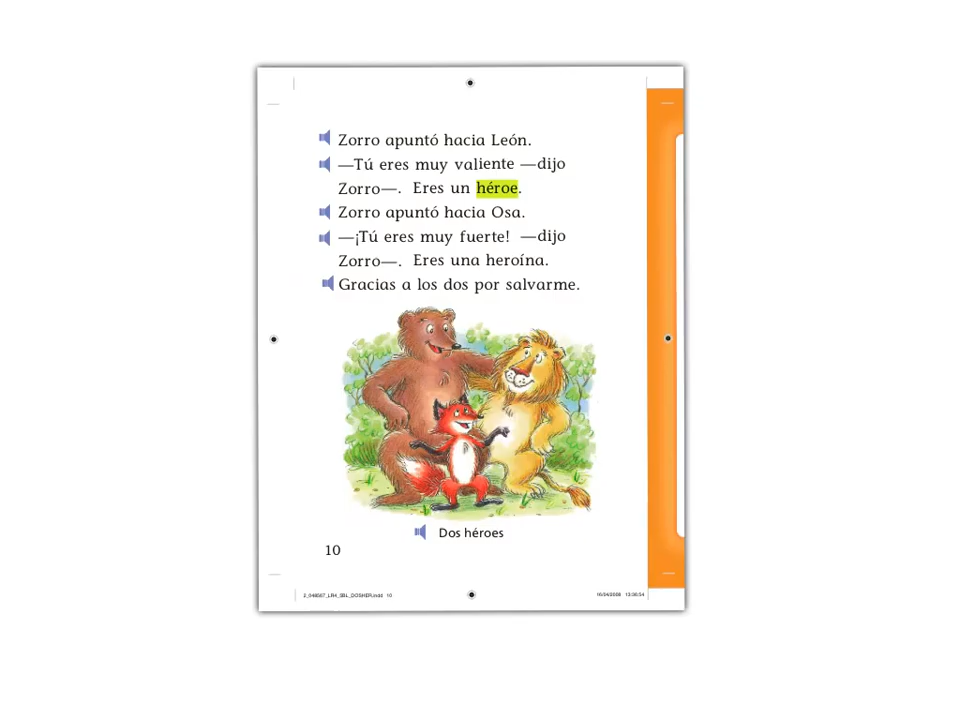 Zorro apuntó hacia León.
—Tú eres muy valiente —dijo
Zorro—. Eres un héroe.
Zorro apuntó hacia Osa.
—¡Tú eres muy fuerte! —dijo
Zorro—. Eres una heroína.
Gracias a los dos por salvarme.
Dos héroes
10